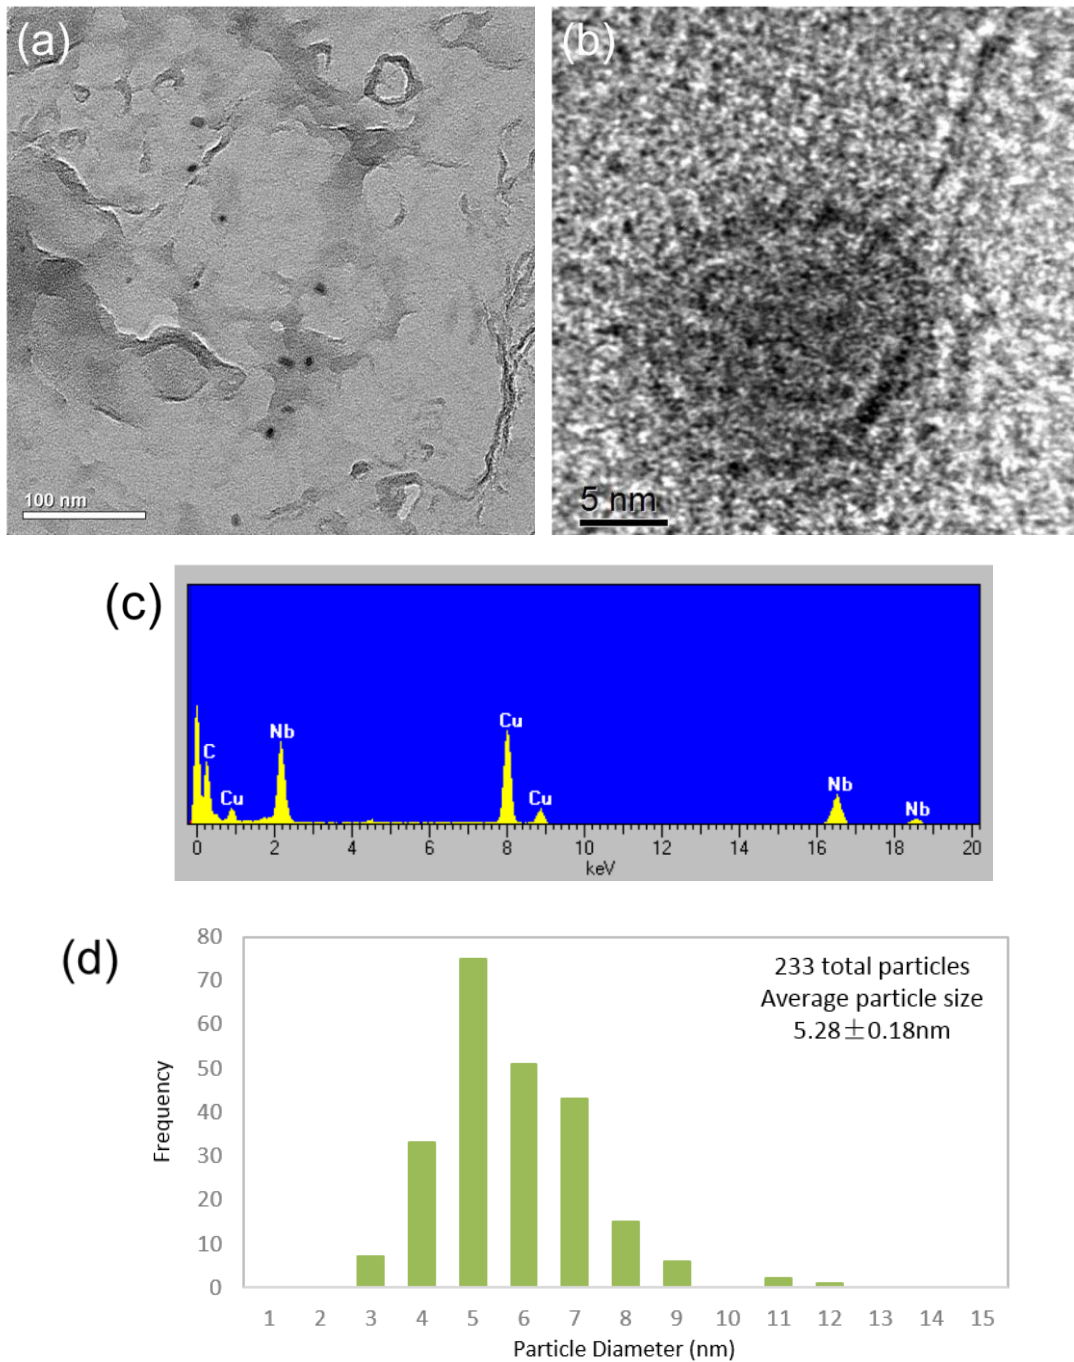 (a)
100 nm
(b)
5 nm
(c)
C
Cu
Nb
Cu
Cu
Nb
Nb
0 2 4 6 8 10 12 14 16 18 20
keV
(d)
80
70
60
50
40
30
20
10
0
Frequency
233 total particles
Average particle size
5.28±0.18nm
1 2 3 4 5 6 7 8 9 10 11 12 13 14 15
Particle Diameter (nm)